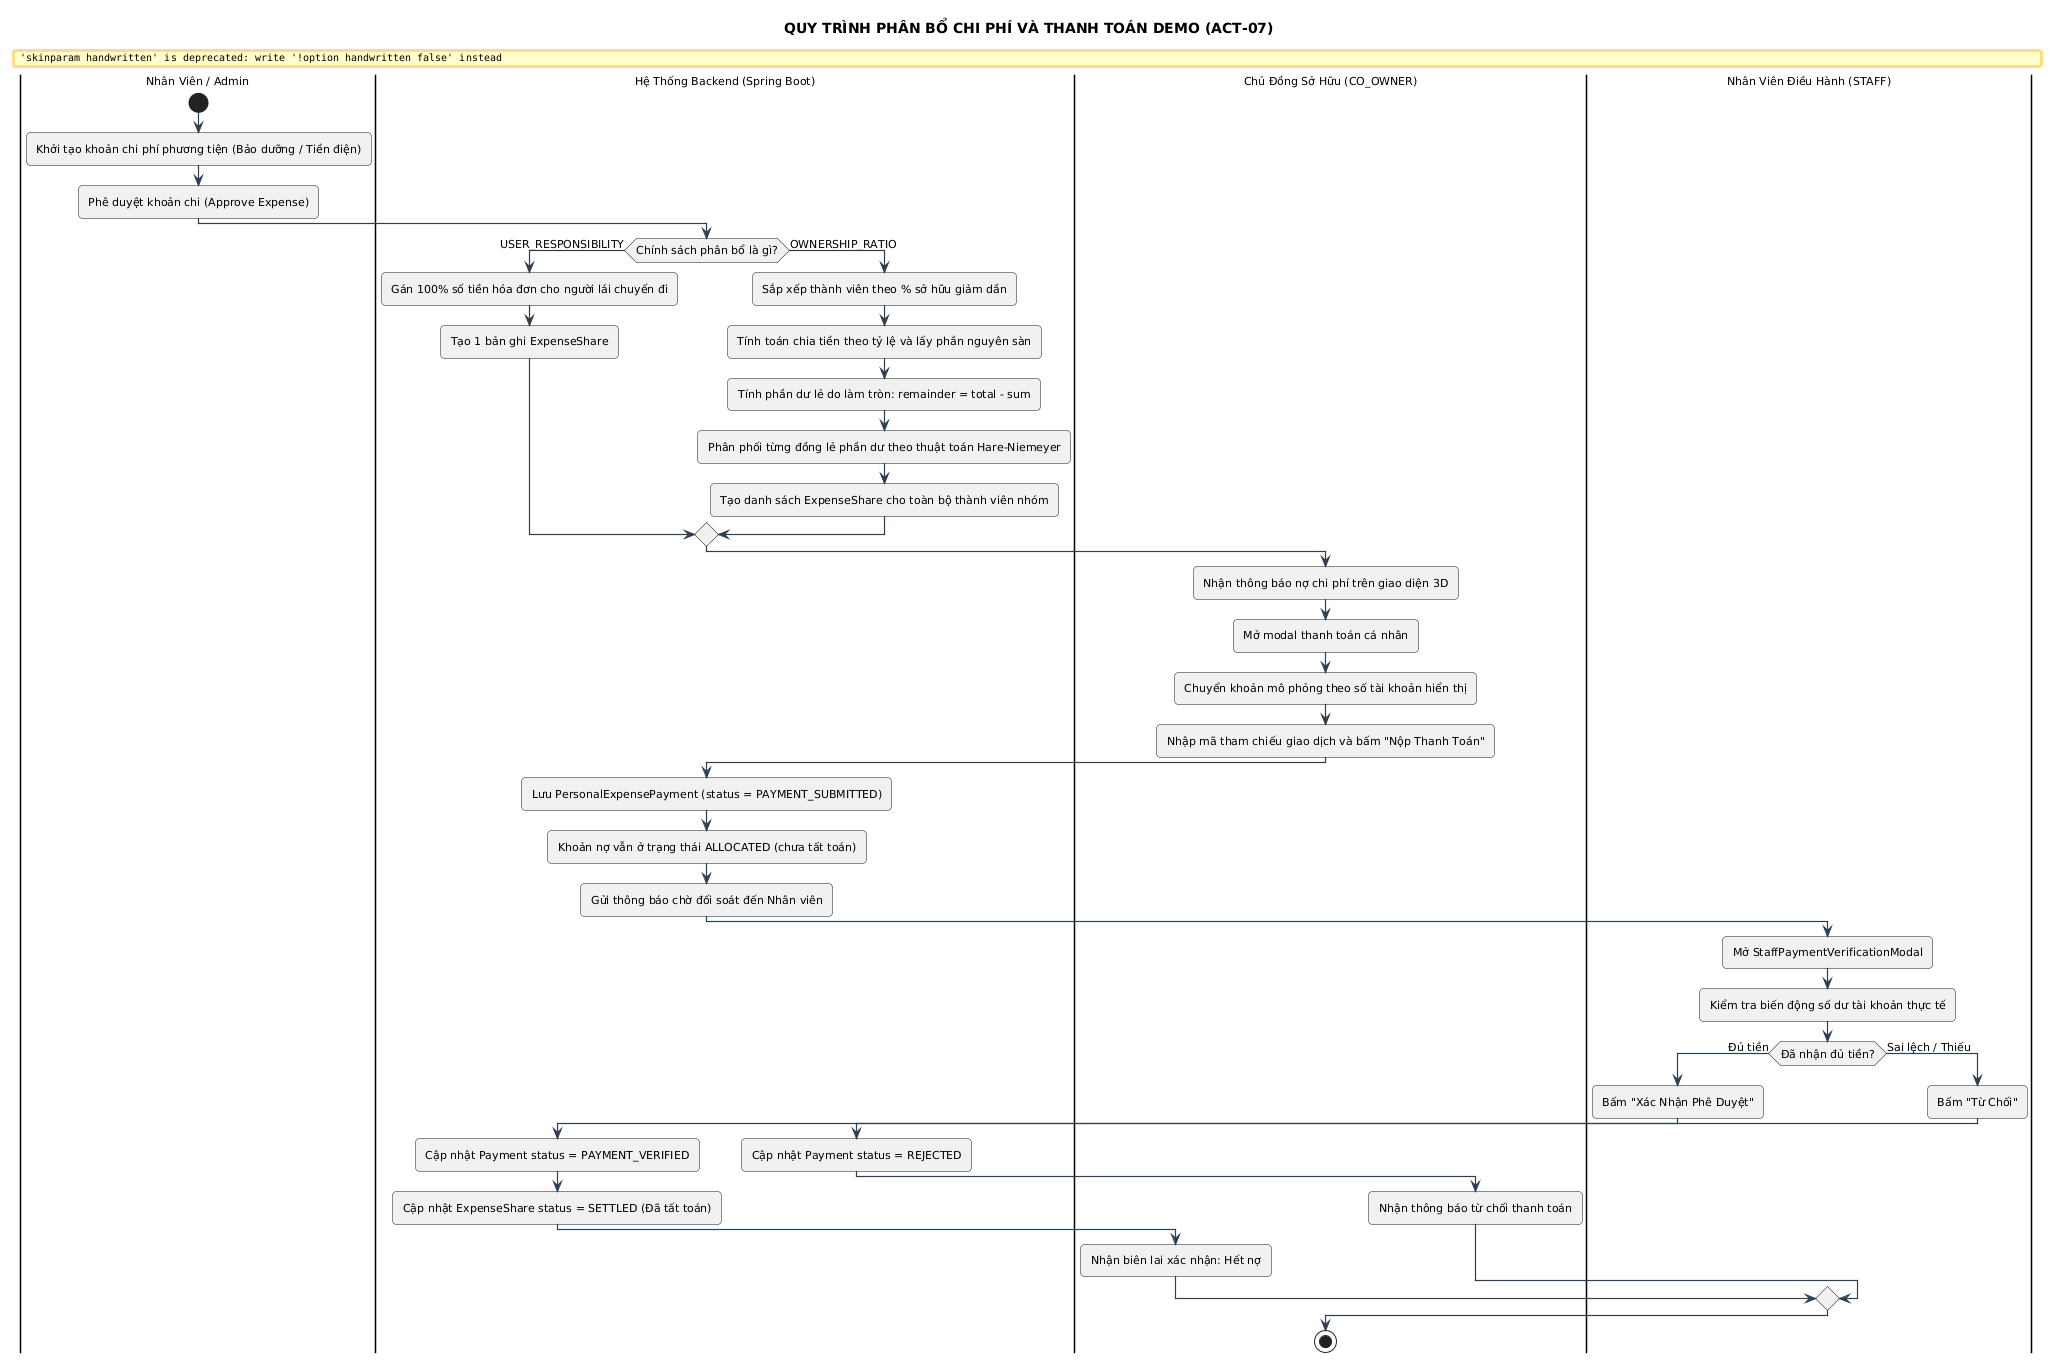 QUY TRÌNH PHÂN BỔ CHI PHÍ VÀ THANH TOÁN DEMO (ACT-07)
'skinparam handwritten' is deprecated: write '!option handwritten false' instead
Nhân Viên / Admin
Hệ Thống Backend (Spring Boot)
Chủ Đồng Sở Hữu (CO_OWNER)
Nhân Viên Điều Hành (STAFF)
Khởi tạo khoản chi phí phương tiện (Bảo dưỡng / Tiền điện)
Phê duyệt khoản chi (Approve Expense)
USER_RESPONSIBILITY
Chính sách phân bổ là gì?
OWNERSHIP_RATIO
Gán 100% số tiền hóa đơn cho người lái chuyến đi
Sắp xếp thành viên theo % sở hữu giảm dần
Tạo 1 bản ghi ExpenseShare
Tính toán chia tiền theo tỷ lệ và lấy phần nguyên sàn
Tính phần dư lẻ do làm tròn: remainder = total - sum
Phân phối từng đồng lẻ phần dư theo thuật toán Hare-Niemeyer
Tạo danh sách ExpenseShare cho toàn bộ thành viên nhóm
Nhận thông báo nợ chi phí trên giao diện 3D
Mở modal thanh toán cá nhân
Chuyển khoản mô phỏng theo số tài khoản hiển thị
Nhập mã tham chiếu giao dịch và bấm "Nộp Thanh Toán"
Lưu PersonalExpensePayment (status = PAYMENT_SUBMITTED)
Khoản nợ vẫn ở trạng thái ALLOCATED (chưa tất toán)
Gửi thông báo chờ đối soát đến Nhân viên
Mở StaffPaymentVerificationModal
Kiểm tra biến động số dư tài khoản thực tế
Đủ tiền
Đã nhận đủ tiền?
Sai lệch / Thiếu
Bấm "Xác Nhận Phê Duyệt"
Bấm "Từ Chối"
Cập nhật Payment status = PAYMENT_VERIFIED
Cập nhật Payment status = REJECTED
Cập nhật ExpenseShare status = SETTLED (Đã tất toán)
Nhận thông báo từ chối thanh toán
Nhận biên lai xác nhận: Hết nợ